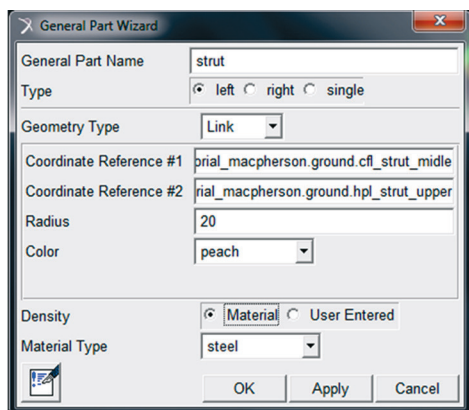 General Part Wizard
General Part Name strut
Type left right single
Geometry Type Link
Coordinate Reference #1 orial_macpherson.ground.cfl_strut_midle
Coordinate Reference #2 rial_macpherson.ground.hpl_strut_upper
Radius 20
Color peach
Density Material User Entered
Material Type steel
OK Apply Cancel